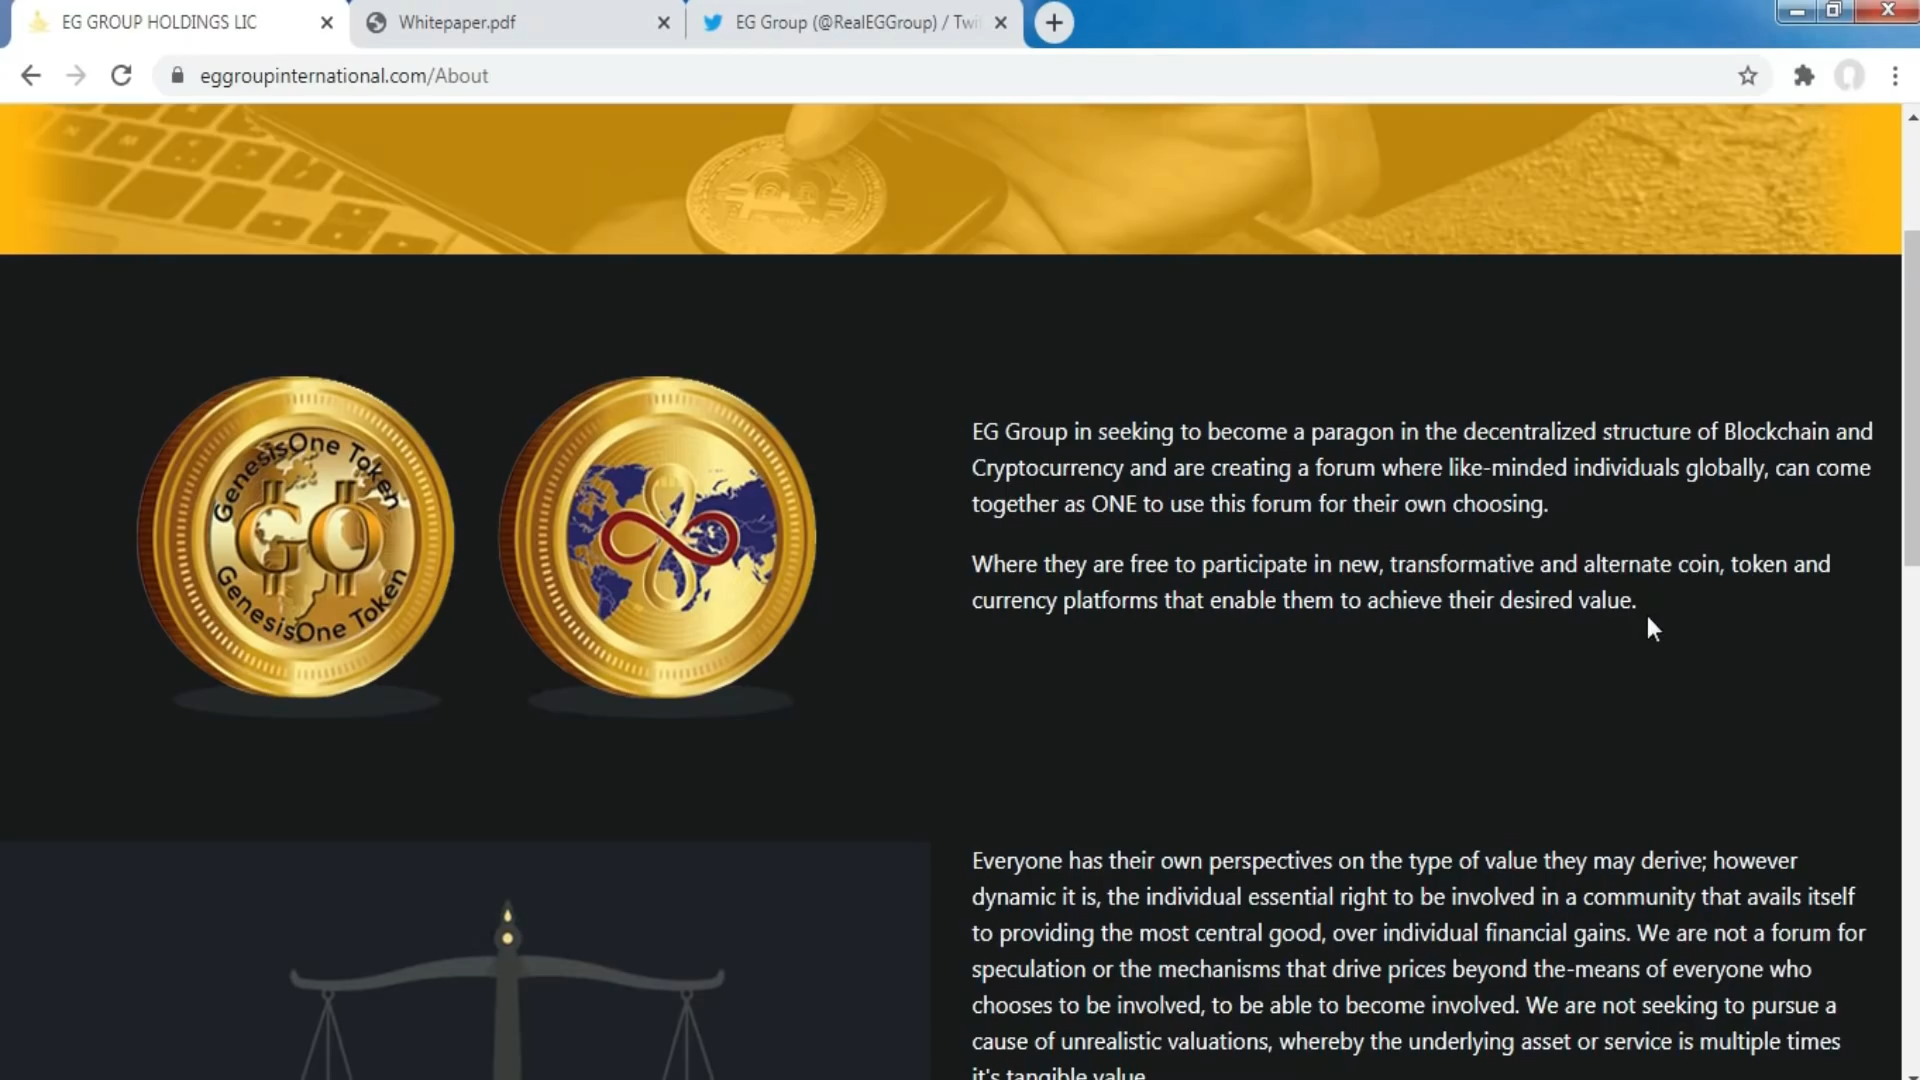 EG GROUP HOLDINGS LIC
Whitepaper.pdf
EG Group (@RealEGGroup) / Twi
eggroupinternational.com/About
GenesisOne Token
GO
GenesisOne Token
EG Group in seeking to become a paragon in the decentralized structure of Blockchain and
Cryptocurrency and are creating a forum where like-minded individuals globally, can come
together as ONE to use this forum for their own choosing.
Where they are free to participate in new, transformative and alternate coin, token and
currency platforms that enable them to achieve their desired value.
Everyone has their own perspectives on the type of value they may derive; however
dynamic it is, the individual essential right to be involved in a community that avails itself
to providing the most central good, over individual financial gains. We are not a forum for
speculation or the mechanisms that drive prices beyond the-means of everyone who
chooses to be involved, to be able to become involved. We are not seeking to pursue a
cause of unrealistic valuations, whereby the underlying asset or service is multiple times
it's tangible value.